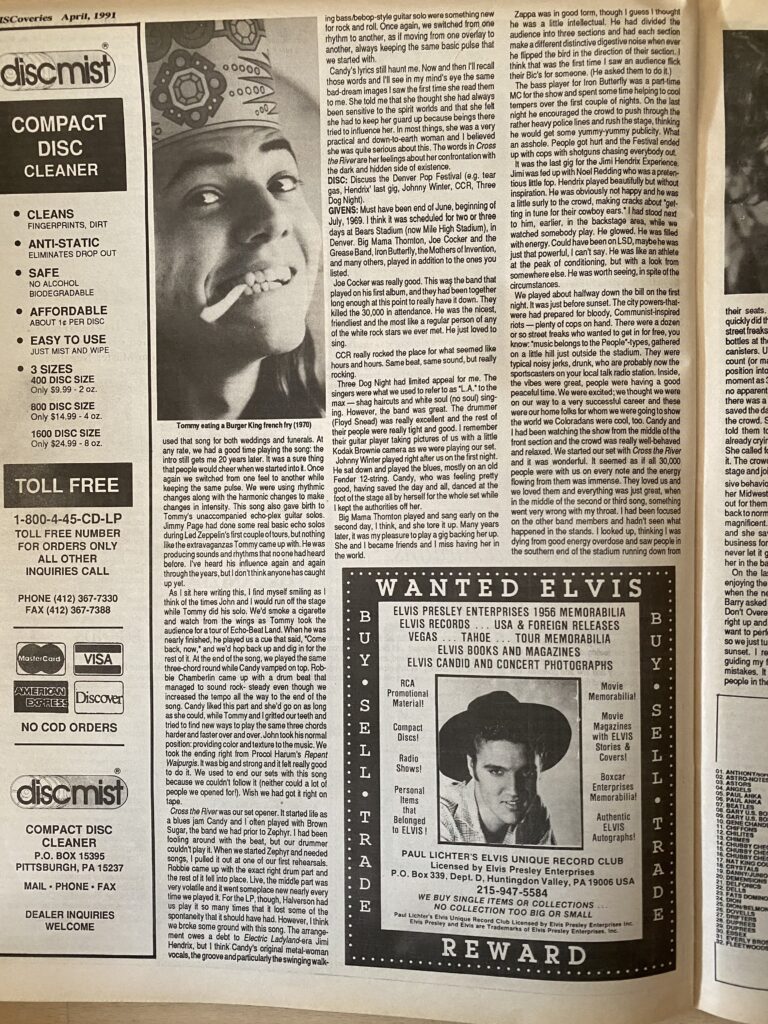 ISCoveries April, 1991
discmist®
COMPACT
DISC
CLEANER
• CLEANS
FINGERPRINTS, DIRT
• ANTI-STATIC
ELIMINATES DROP OUT
• SAFE
NO ALCOHOL
BIODEGRADABLE
• AFFORDABLE
ABOUT 1¢ PER DISC
• EASY TO USE
JUST MIST AND WIPE
• 3 SIZES
400 DISC SIZE
Only $9.99 - 2 oz.
800 DISC SIZE
Only $14.99 - 4 oz.
1600 DISC SIZE
Only $24.99 - 8 oz.
TOLL FREE
1-800-4-45-CD-LP
TOLL FREE NUMBER
FOR ORDERS ONLY
ALL OTHER
INQUIRIES CALL
PHONE (412) 367-7330
FAX (412) 367-7388
MasterCard VISA
AMERICAN EXPRESS Discover
NO COD ORDERS
discmist®
COMPACT DISC
CLEANER
P.O. BOX 15395
PITTSBURGH, PA 15237
MAIL • PHONE • FAX
DEALER INQUIRIES
WELCOME
Tommy eating a Burger King french fry (1970)
used that song for both weddings and funerals. At
any rate, we had a good time playing the song: the
intro still gets me 20 years later. It was a sure thing
that people would cheer when we started into it. Once
again we switched from one feel to another while
keeping the same pulse. We were using rhythmic
changes along with the harmonic changes to make
changes in intensity. This song also gave birth to
Tommy's unaccompanied echo-plex guitar solos.
Jimmy Page had done some real basic echo solos
during Led Zeppelin's first couple of tours, but nothing
like the extravaganzas Tommy came up with. He was
producing sounds and rhythms that no one had heard
before. I've heard his influence again and again
through the years, but I don't think anyone has caught
up yet.
As I sit here writing this, I find myself smiling as I
think of the times John and I would run off the stage
while Tommy did his solo. We'd smoke a cigarette
and watch from the wings as Tommy took the
audience for a tour of Echo-Beat Land. When he was
nearly finished, he played us a cue that said, "Come
back, now," and we'd hop back up and dig in for the
rest of it. At the end of the song, we played the same
three-chord round while Candy vamped on top. Rob-
bie Chamberlin came up with a drum beat that
managed to sound rock- steady even though we
increased the tempo all the way to the end of the
song. Candy liked this part and she'd go on as long
as she could, while Tommy and I gritted our teeth and
tried to find new ways to play the same three chords
harder and faster over and over. John took his normal
position: providing color and texture to the music. We
took the ending right from Procol Harum's Repent
Walpurgis. It was big and strong and it felt really good
to do it. We used to end our sets with this song
because we couldn't follow it (neither could a lot of
people we opened for!). Wish we had got it right on
tape.
Cross the River was our set opener. It started life as
a blues jam Candy and I often played with Brown
Sugar, the band we had prior to Zephyr. I had been
fooling around with the beat, but our drummer
couldn't play it. When we started Zephyr and needed
songs, I pulled it out at one of our first rehearsals.
Robbie came up with the exact right drum part and
the rest of it fell into place. Live, the middle part was
very volatile and it went someplace new nearly every
time we played it. For the LP, though, Halverson had
us play it so many times that it lost some of the
spontaneity that it should have had. However, I think
we broke some ground with this song. The arrange-
ment owes a debt to Electric Ladyland-era Jimi
Hendrix, but I think Candy's original metal-woman
vocals, the groove and particularly the swinging walk-
ing bass/bebop-style guitar solo were something new
for rock and roll. Once again, we switched from one
rhythm to another, as if moving from one overlay to
another, always keeping the same basic pulse that
we started with.
Candy's lyrics still haunt me. Now and then I'll recall
those words and I'll see in my mind's eye the same
bad-dream images I saw the first time she read them
to me. She told me that she thought she had always
been sensitive to the spirit worlds and that she felt
she had to keep her guard up because beings there
tried to influence her. In most things, she was a very
practical and down-to-earth woman and I believed
she was quite serious about this. The words in Cross
the River are her feelings about her confrontation with
the dark and hidden side of existence.
DISC: Discuss the Denver Pop Festival (e.g. tear
gas, Hendrix' last gig, Johnny Winter, CCR, Three
Dog Night).
GIVENS: Must have been end of June, beginning of
July, 1969. I think it was scheduled for two or three
days at Bears Stadium (now Mile High Stadium), in
Denver. Big Mama Thornton, Joe Cocker and the
Grease Band, Iron Butterfly, the Mothers of Invention,
and many others, played in addition to the ones you
listed.
Joe Cocker was really good. This was the band that
played on his first album, and they had been together
long enough at this point to really have it down. They
killed the 30,000 in attendance. He was the nicest,
friendliest and the most like a regular person of any
of the white rock stars we ever met. He just loved to
sing.
CCR really rocked the place for what seemed like
hours and hours. Same beat, same sound, but really
rocking.
Three Dog Night had limited appeal for me. The
singers were what we used to refer to as "L.A." to the
max — shag haircuts and white soul (no soul) sing-
ing. However, the band was great. The drummer
(Floyd Snead) was really excellent and the rest of
their people were really tight and good. I remember
their guitar player taking pictures of us with a little
Kodak Brownie camera as we were playing our set.
Johnny Winter played right after us on the first night.
He sat down and played the blues, mostly on an old
Fender 12-string. Candy, who was feeling pretty
good, having saved the day and all, danced at the
foot of the stage all by herself for the whole set while
I kept the authorities off her.
Big Mama Thornton played and sang early on the
second day, I think, and she tore it up. Many years
later, it was my pleasure to play a gig backing her up.
She and I became friends and I miss having her in
the world.
Zappa was in good form, though I guess I thought
he was a little intellectual. He had divided the
audience into three sections and had each section
make a different distinctive digestive noise when ever
he flipped the bird in the direction of their section. I
think that was the first time I saw an audience flick
their Bic's for someone. (He asked them to do it.)
The bass player for Iron Butterfly was a part-time
MC for the show and spent some time helping to cool
tempers over the first couple of nights. On the last
night he encouraged the crowd to push through the
rather heavy police lines and rush the stage, thinking
he would get some yummy-yummy publicity. What
an asshole. People got hurt and the Festival ended
up with cops with shotguns chasing everybody out.
It was the last gig for the Jimi Hendrix Experience.
Jimi was fed up with Noel Redding who was a preten-
tious little fop. Hendrix played beautifully but without
inspiration. He was obviously not happy and he was
a little surly to the crowd, making cracks about "get-
ting in tune for their cowboy ears." I had stood next
to him, earlier, in the backstage area, while we
watched somebody play. He glowed. He was filled
with energy. Could have been on LSD, maybe he was
just that powerful, I can't say. He was like an athlete
at the peak of conditioning, but with a look from
somewhere else. He was worth seeing, in spite of the
circumstances.
We played about halfway down the bill on the first
night. It was just before sunset. The city powers-that-
were had prepared for bloody, Communist-inspired
riots — plenty of cops on hand. There were a dozen
or so street freaks who wanted to get in for free, you
know: "music belongs to the People"-types, gathered
on a little hill just outside the stadium. They were
typical noisy jerks, drunk, who are probably now the
sportscasters on your local talk radio station. Inside,
the vibes were great, people were having a good
peaceful time. We were excited; we thought we were
on our way to a very successful career and these
were our home folks for whom we were going to show
the world we Coloradans were cool, too. Candy and
I had been watching the show from the middle of the
front section and the crowd was really well-behaved
and relaxed. We started our set with Cross the River
and it was wonderful. It seemed as if all 30,000
people were with us on every note and the energy
flowing from them was immense. They loved us and
we loved them and everything was just great, when
in the middle of the second or third song, something
went very wrong with my throat. I had been focused
on the other band members and hadn't seen what
happened in the stands. I looked up, thinking I was
dying from good energy overdose and saw people in
the southern end of the stadium running down from
WANTED ELVIS
BUY • SELL • TRADE
ELVIS PRESLEY ENTERPRISES 1956 MEMORABILIA
ELVIS RECORDS ... USA & FOREIGN RELEASES
VEGAS ... TAHOE ... TOUR MEMORABILIA
ELVIS BOOKS AND MAGAZINES
ELVIS CANDID AND CONCERT PHOTOGRAPHS
RCA
Promotional
Material!
Compact
Discs!
Radio
Shows!
Personal
Items
that
Belonged
to ELVIS !
Movie
Memorabilia!
Movie
Magazines
with ELVIS
Stories &
Covers!
Boxcar
Enterprises
Memorabilia!
Authentic
ELVIS
Autographs!
BUY • SELL • TRADE
PAUL LICHTER'S ELVIS UNIQUE RECORD CLUB
Licensed by Elvis Presley Enterprises
P.O. Box 339, Dept. D, Huntingdon Valley, PA 19006 USA
215-947-5584
WE BUY SINGLE ITEMS OR COLLECTIONS ...
NO COLLECTION TOO BIG OR SMALL
Paul Lichter's Elvis Unique Record Club Licensed by Elvis Presley Enterprises Inc.
Elvis and Elvis Presley are Trademarks of Elvis Presley Enterprises, Inc.
REWARD
their seats.
quickly did th
street freaks
bottles at the
canisters. U
count (or ma
position into
moment as
no apparent
there was a
saved the da
the crowd. S
told them to
already cryin
She called fo
it. The crowd
stage and joi
sive behavio
her Midwest
out for them
back to norm
magnificent.
and she sav
business for
never let it g
her in the ba
On the las
enjoying the
when the ne
Barry asked
Don't Overe
right up and
want to perf
so we just tu
sunset. I re
guiding my f
mistakes. It
people in the